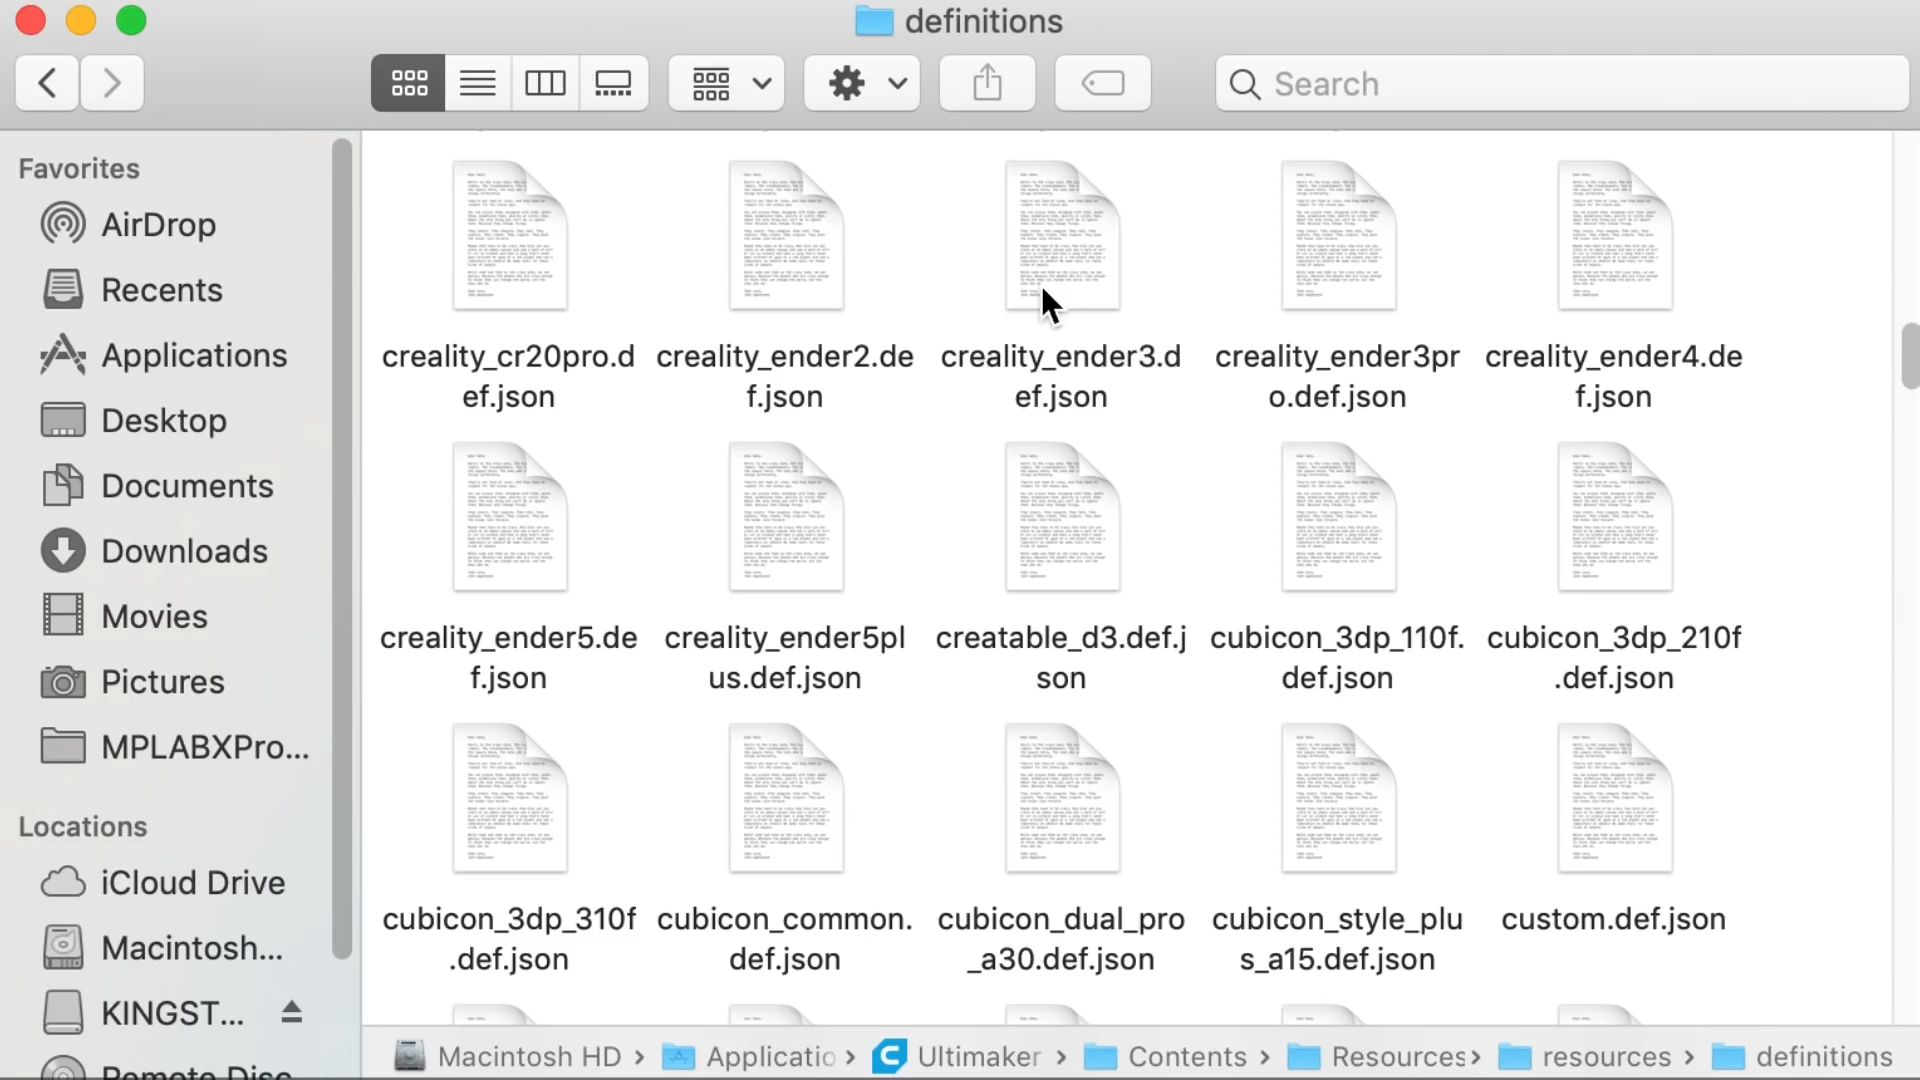 definitions
Search
Favorites
AirDrop
Recents
Applications
Desktop
Documents
Downloads
Movies
Pictures
MPLABXPro...
Locations
iCloud Drive
Macintosh...
KINGST...
Remote Disc
creality_cr20pro.d
ef.json
creality_ender2.de
f.json
creality_ender3.d
ef.json
creality_ender3pr
o.def.json
creality_ender4.de
f.json
creality_ender5.de
f.json
creality_ender5pl
us.def.json
creatable_d3.def.j
son
cubicon_3dp_110f.
def.json
cubicon_3dp_210f
.def.json
cubicon_3dp_310f
.def.json
cubicon_common.
def.json
cubicon_dual_pro
_a30.def.json
cubicon_style_plu
s_a15.def.json
custom.def.json
Macintosh HD › Applicatio › Ultimaker › Contents › Resources › resources › definitions